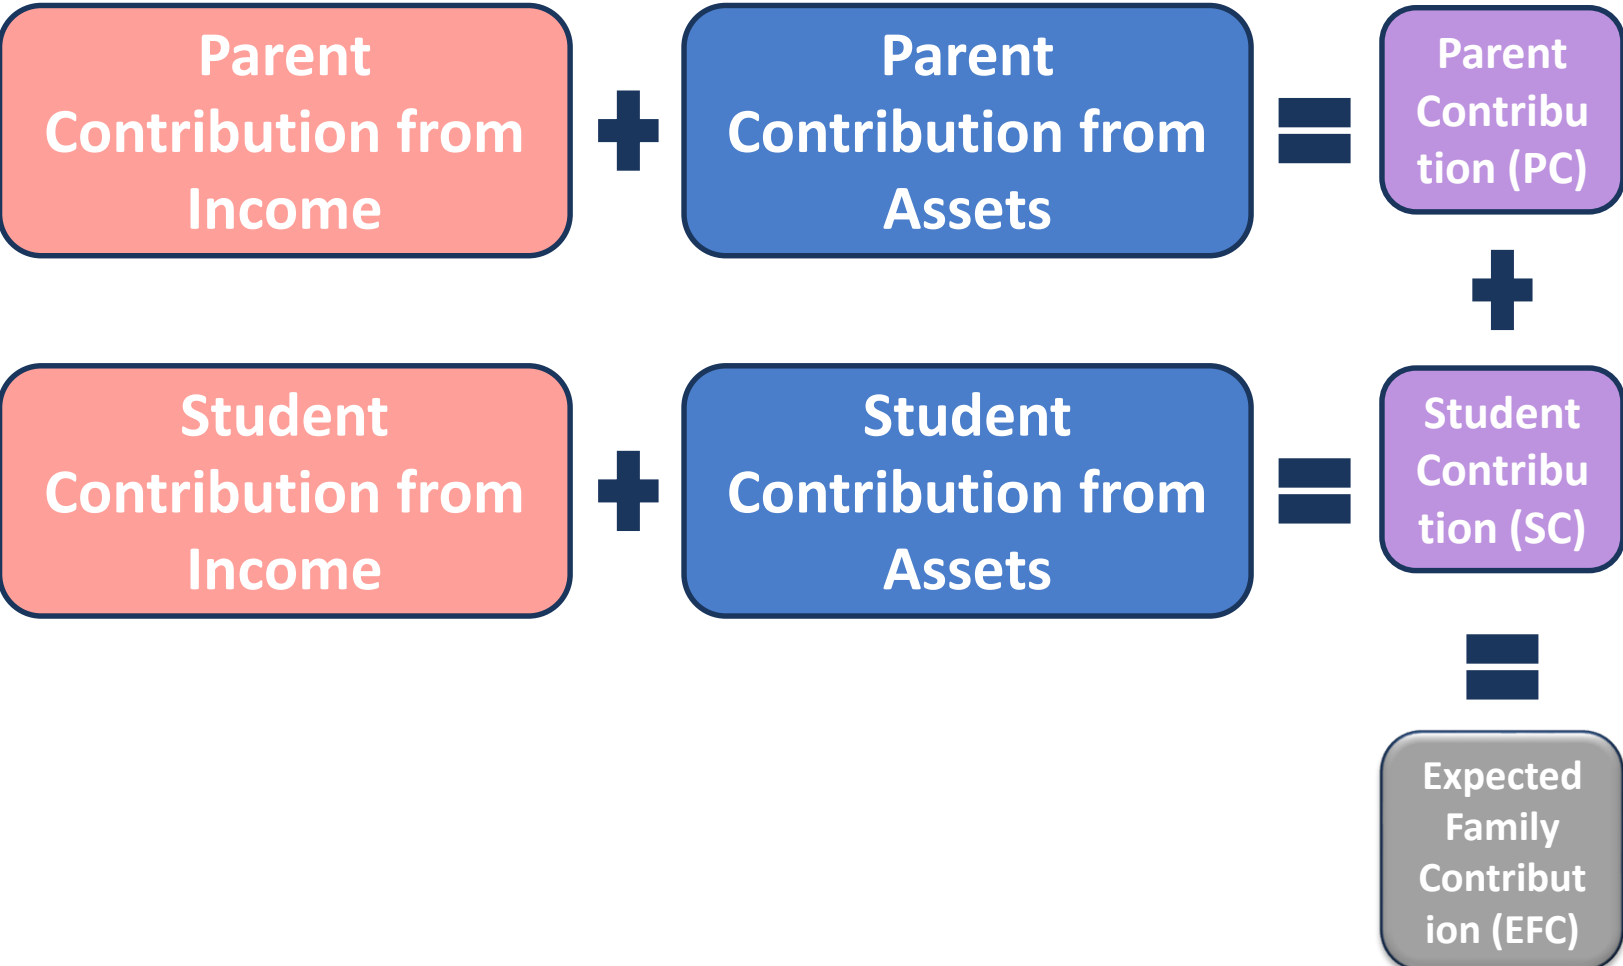 Parent
Contribution from
Income
Parent
Contribution from
Assets
Parent
Contribu
tion (PC)
Student
Contribution from
Income
Student
Contribution from
Assets
Student
Contribu
tion (SC)
Expected
Family
Contribut
ion (EFC)